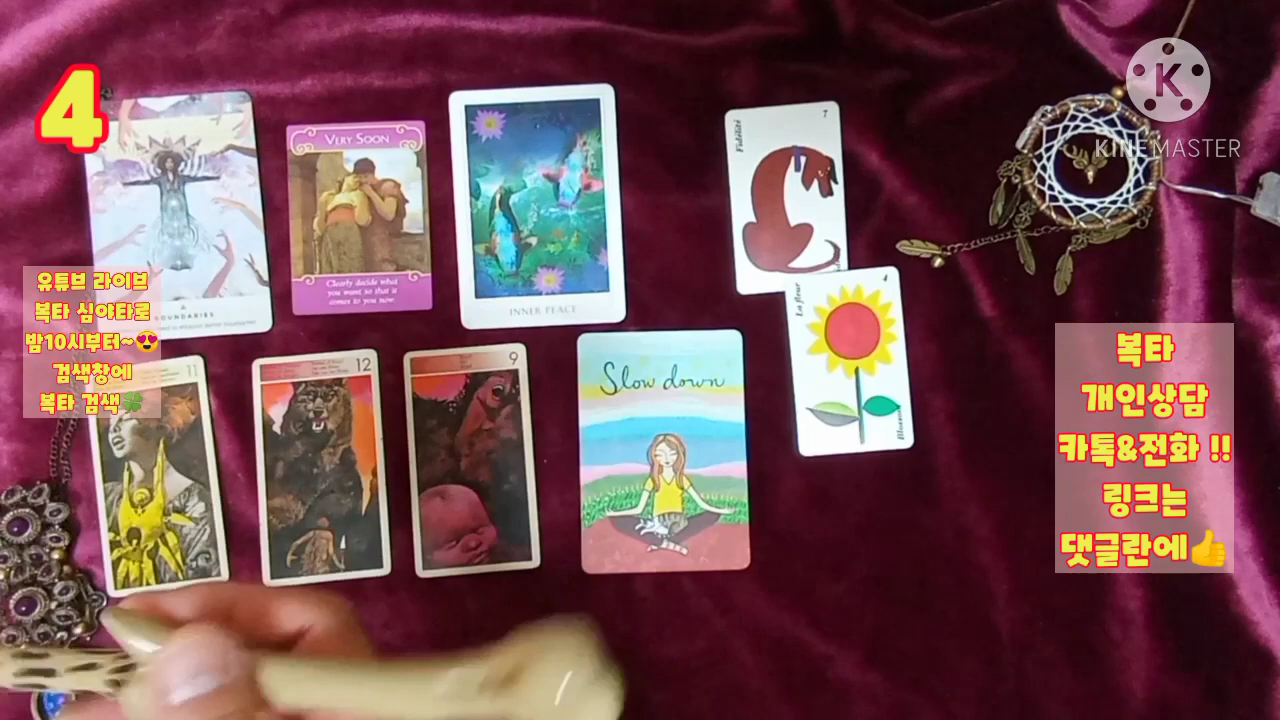 4
유튜브 라이브
복타 심야타로
밤10시부터~😍
검색창에
복타 검색🍀
BOUNDARIES
VERY SOON
Clearly decide what
you want so that it
comes to you now.
INNER PEACE
7
Fidélité
4
La fleur
K
KINEMASTER
11
12
9
Slow down
복타
개인상담
카톡&전화 !!
링크는
댓글란에👍